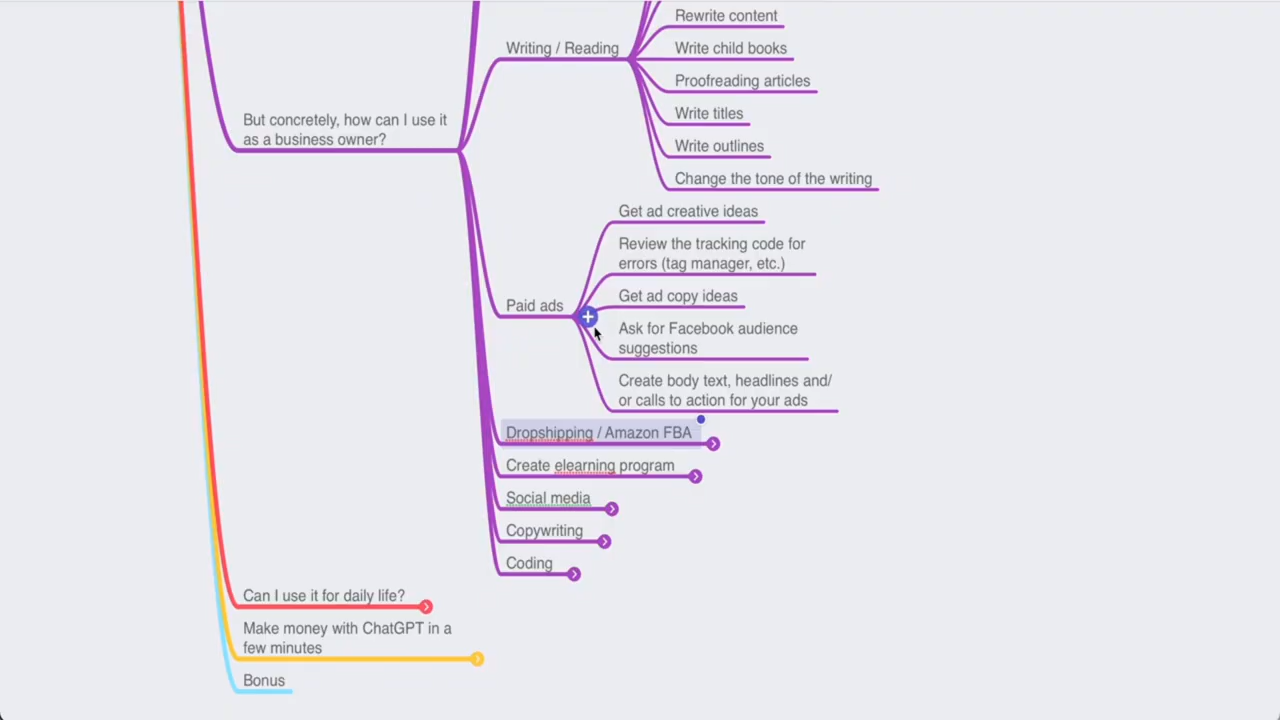 Rewrite content
Writing / Reading
Write child books
Proofreading articles
Write titles
But concretely, how can I use it
as a business owner?
Write outlines
Change the tone of the writing
Get ad creative ideas
Review the tracking code for
errors (tag manager, etc.)
Paid ads
Get ad copy ideas
Ask for Facebook audience
suggestions
Create body text, headlines and/
or calls to action for your ads
Dropshipping / Amazon FBA
Create elearning program
Social media
Copywriting
Coding
Can I use it for daily life?
Make money with ChatGPT in a
few minutes
Bonus